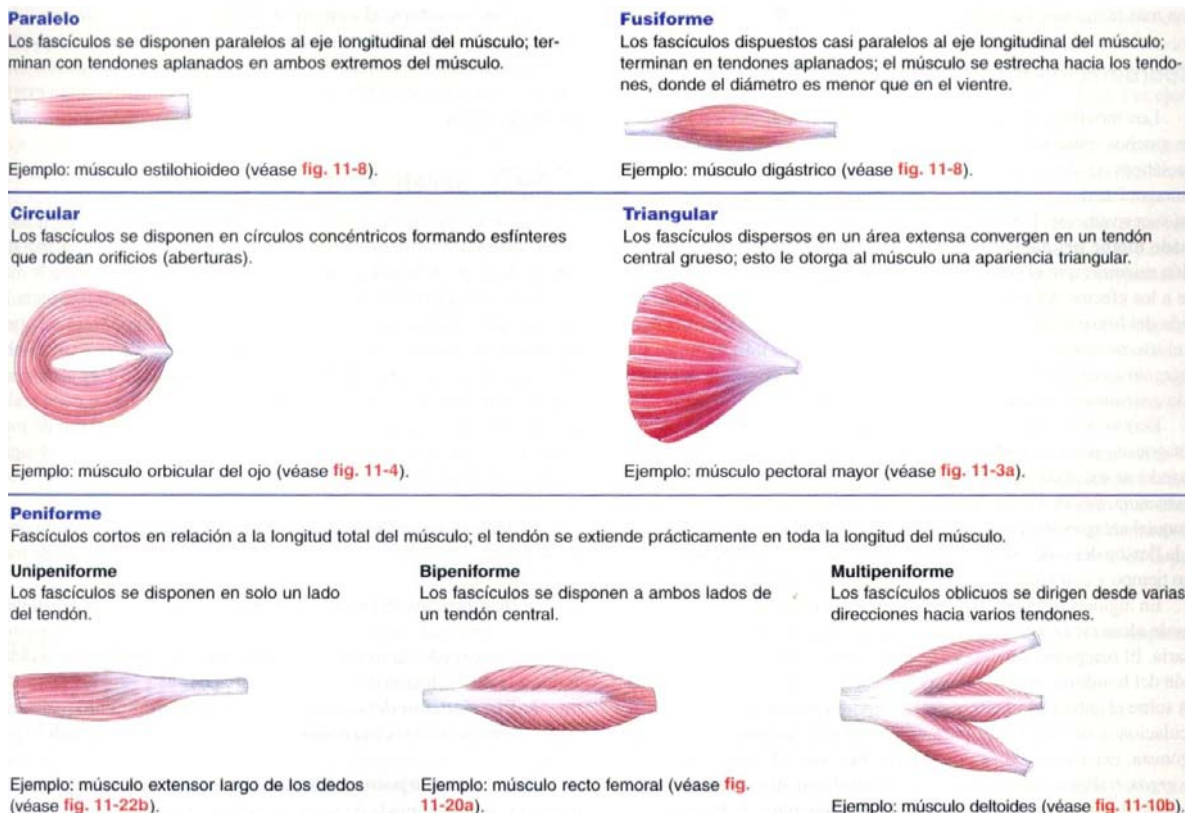 Paralelo
Los fascículos se disponen paralelos al eje longitudinal del músculo; ter-
minan con tendones aplanados en ambos extremos del músculo.
Ejemplo: músculo estilohioideo (véase fig. 11-8).
Fusiforme
Los fascículos dispuestos casi paralelos al eje longitudinal del músculo;
terminan en tendones aplanados; el músculo se estrecha hacia los tendo-
nes, donde el diámetro es menor que en el vientre.
Ejemplo: músculo digástrico (véase fig. 11-8).
Circular
Los fascículos se disponen en círculos concéntricos formando esfínteres
que rodean orificios (aberturas).
Ejemplo: músculo orbicular del ojo (véase fig. 11-4).
Triangular
Los fascículos dispersos en un área extensa convergen en un tendón
central grueso; esto le otorga al músculo una apariencia triangular.
Ejemplo: músculo pectoral mayor (véase fig. 11-3a).
Peniforme
Fascículos cortos en relación a la longitud total del músculo; el tendón se extiende prácticamente en toda la longitud del músculo.
Unipeniforme
Los fascículos se disponen en solo un lado
del tendón.
Ejemplo: músculo extensor largo de los dedos
(véase fig. 11-22b).
Bipeniforme
Los fascículos se disponen a ambos lados de
un tendón central.
Ejemplo: músculo recto femoral (véase fig.
11-20a).
Multipeniforme
Los fascículos oblicuos se dirigen desde varias
direcciones hacia varios tendones.
Ejemplo: músculo deltoides (véase fig. 11-10b).